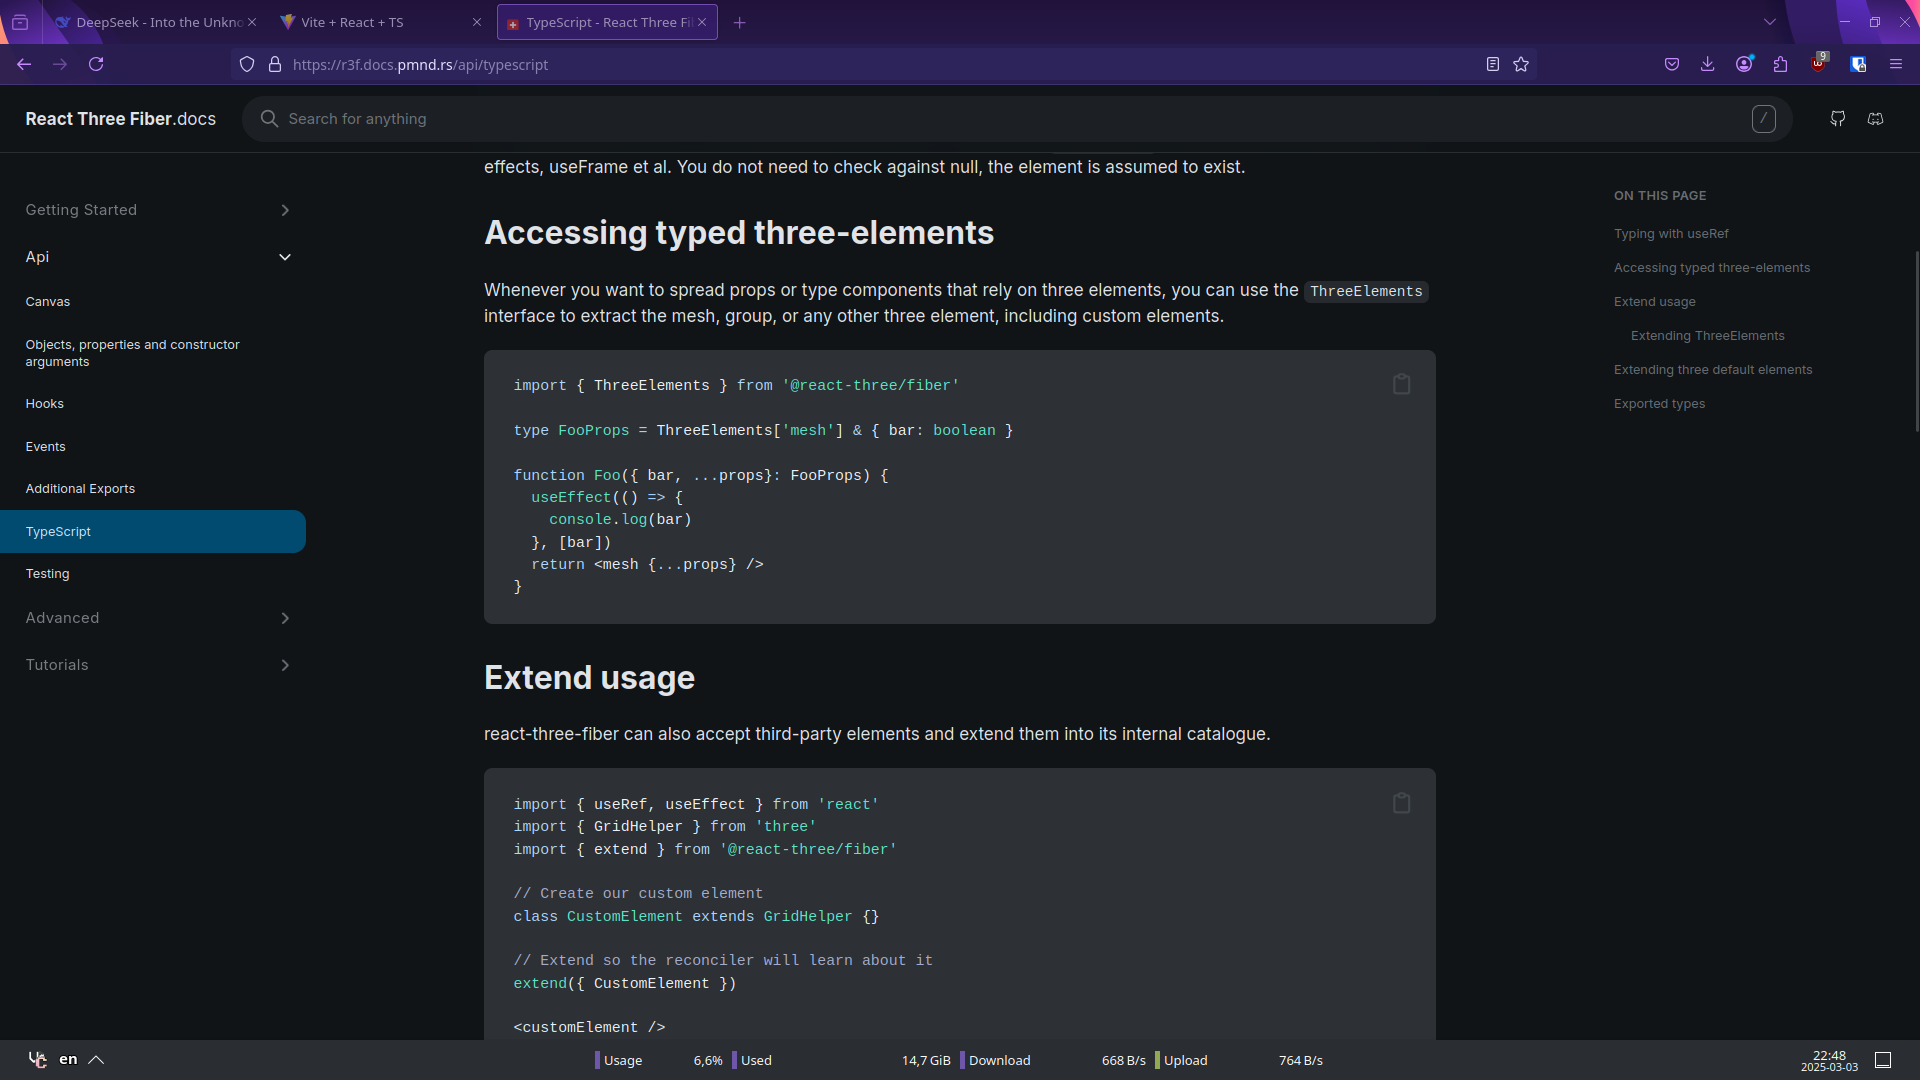 DeepSeek - Into the Unkno
Vite + React + TS
TypeScript - React Three Fi
https://r3f.docs.pmnd.rs/api/typescript
9
React Three Fiber.docs
Search for anything
/
Getting Started
Api
Canvas
Objects, properties and constructor
arguments
Hooks
Events
Additional Exports
TypeScript
Testing
Advanced
Tutorials
effects, useFrame et al. You do not need to check against null, the element is assumed to exist.
Accessing typed three-elements
Whenever you want to spread props or type components that rely on three elements, you can use the ThreeElements
interface to extract the mesh, group, or any other three element, including custom elements.
import { ThreeElements } from '@react-three/fiber'
type FooProps = ThreeElements['mesh'] & { bar: boolean }
function Foo({ bar, ...props}: FooProps) {
  useEffect(() => {
    console.log(bar)
  }, [bar])
  return <mesh {...props} />
}
Extend usage
react-three-fiber can also accept third-party elements and extend them into its internal catalogue.
import { useRef, useEffect } from 'react'
import { GridHelper } from 'three'
import { extend } from '@react-three/fiber'
// Create our custom element
class CustomElement extends GridHelper {}
// Extend so the reconciler will learn about it
extend({ CustomElement })
<customElement />
ON THIS PAGE
Typing with useRef
Accessing typed three-elements
Extend usage
Extending ThreeElements
Extending three default elements
Exported types
en
Usage 6,6%
Used 14,7 GiB
Download 668 B/s
Upload 764 B/s
22:48
2025-03-03